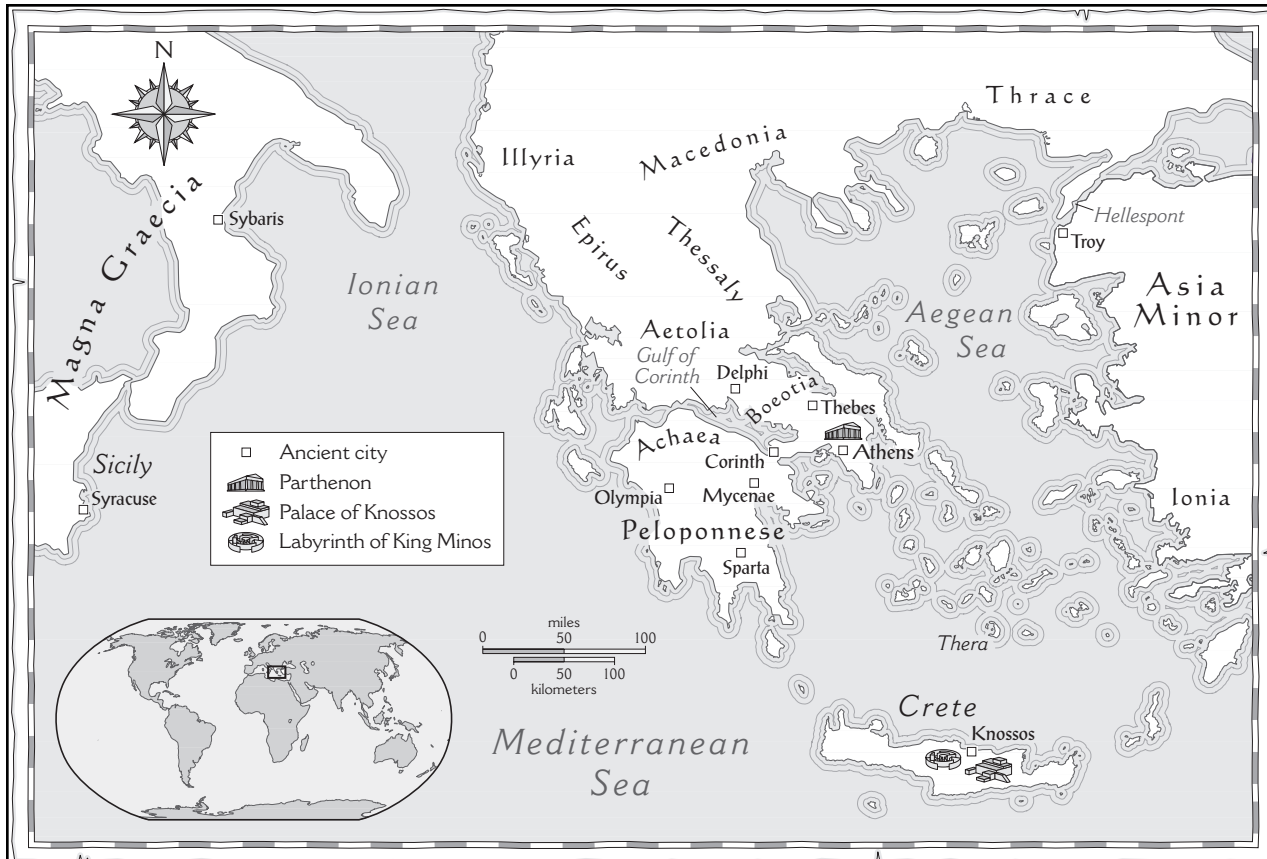 N
Thrace
Macedonia
Illyria
Magna Graecia
Sybaris
Hellespont
Troy
Epirus
Thessaly
Ionian
Sea
Asia
Minor
Aegean
Sea
Aetolia
Gulf of
Corinth
Delphi
Boeotia
Thebes
Achaea
Corinth
Athens
Sicily
Syracuse
Ancient city
Parthenon
Palace of Knossos
Labyrinth of King Minos
Olympia
Mycenae
Ionia
Peloponnese
Sparta
miles
0 50 100
0 50 100
kilometers
Thera
Crete
Knossos
Mediterranean
Sea